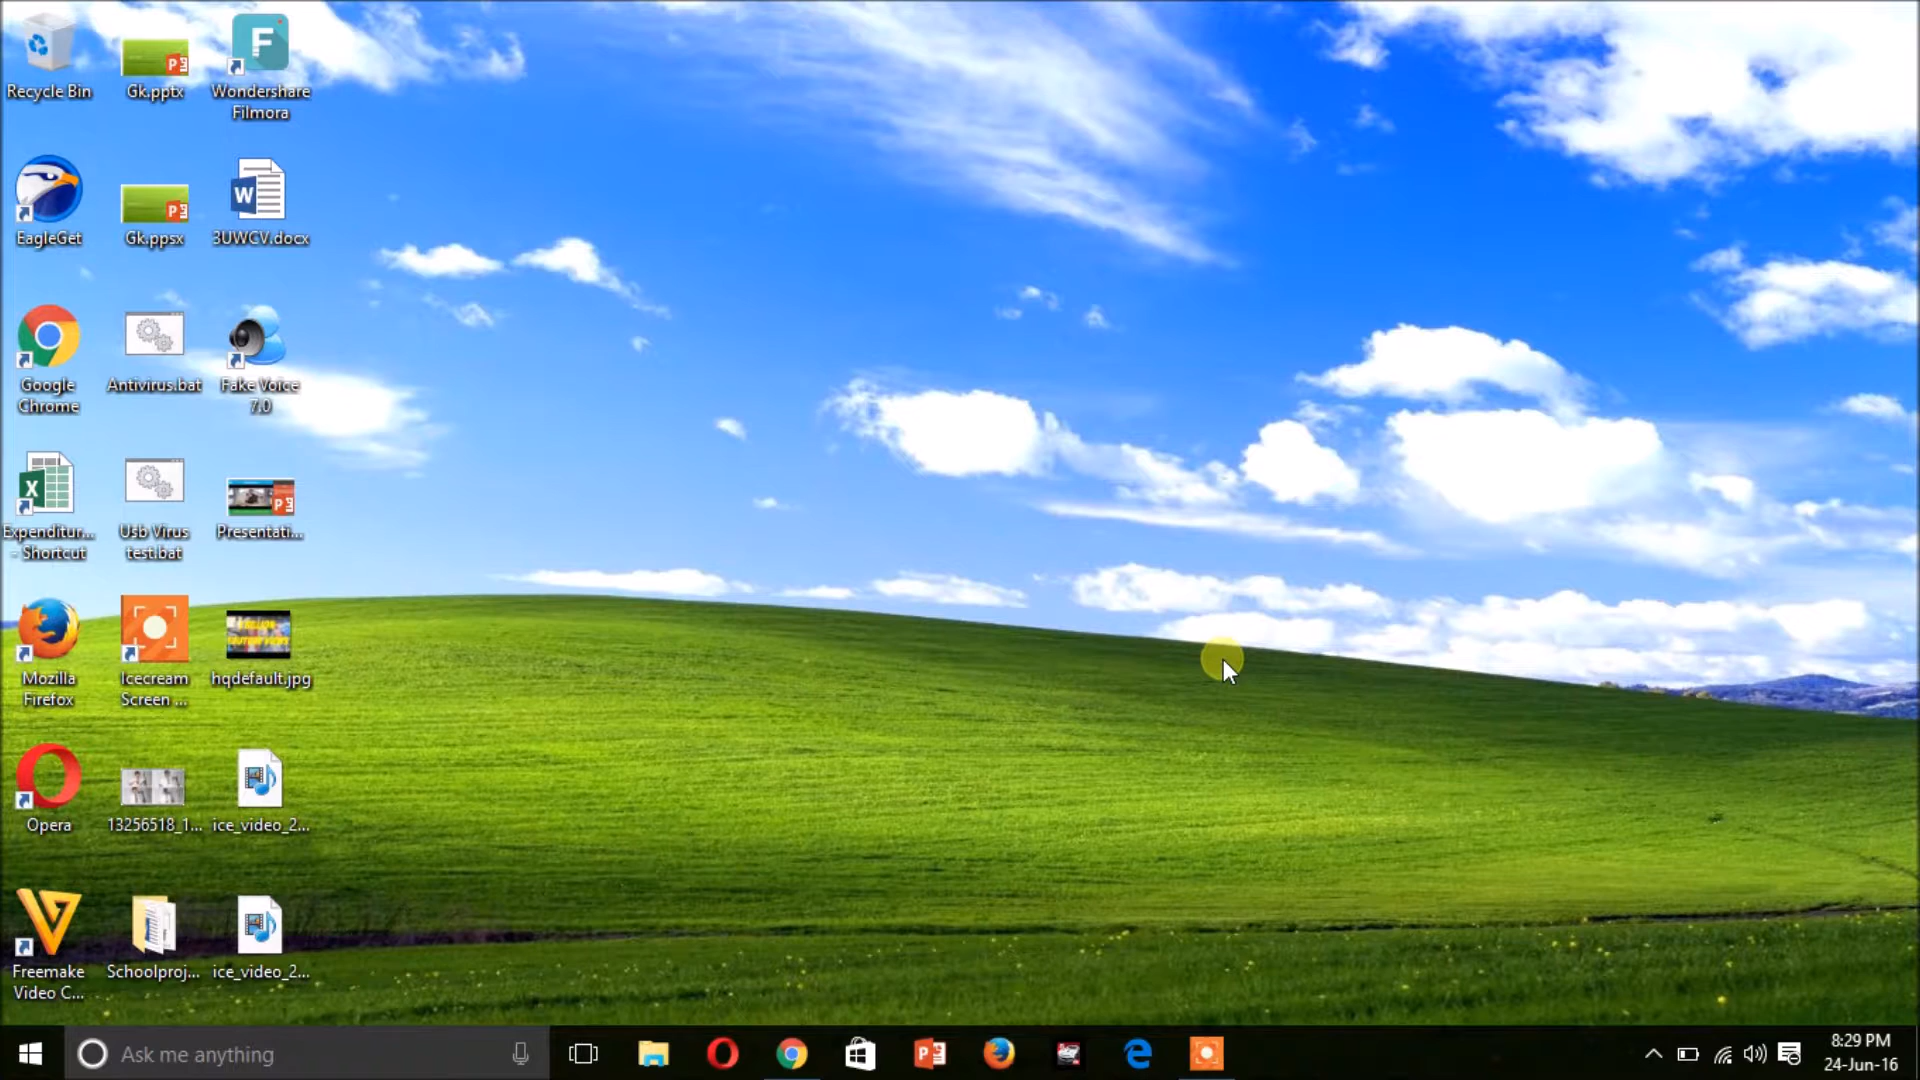 Recycle Bin
Gk.pptx
Wondershare
Filmora
EagleGet
Gk.ppsx
3UWCV.docx
Google
Chrome
Antivirus.bat
Fake Voice
7.0
Expenditur...
- Shortcut
Usb Virus
test.bat
Presentati...
Mozilla
Firefox
Icecream
Screen ...
hqdefault.jpg
Opera
13256518_1...
ice_video_2...
Freemake
Video C...
Schoolproj...
ice_video_2...
Ask me anything
8:29 PM
24-Jun-16